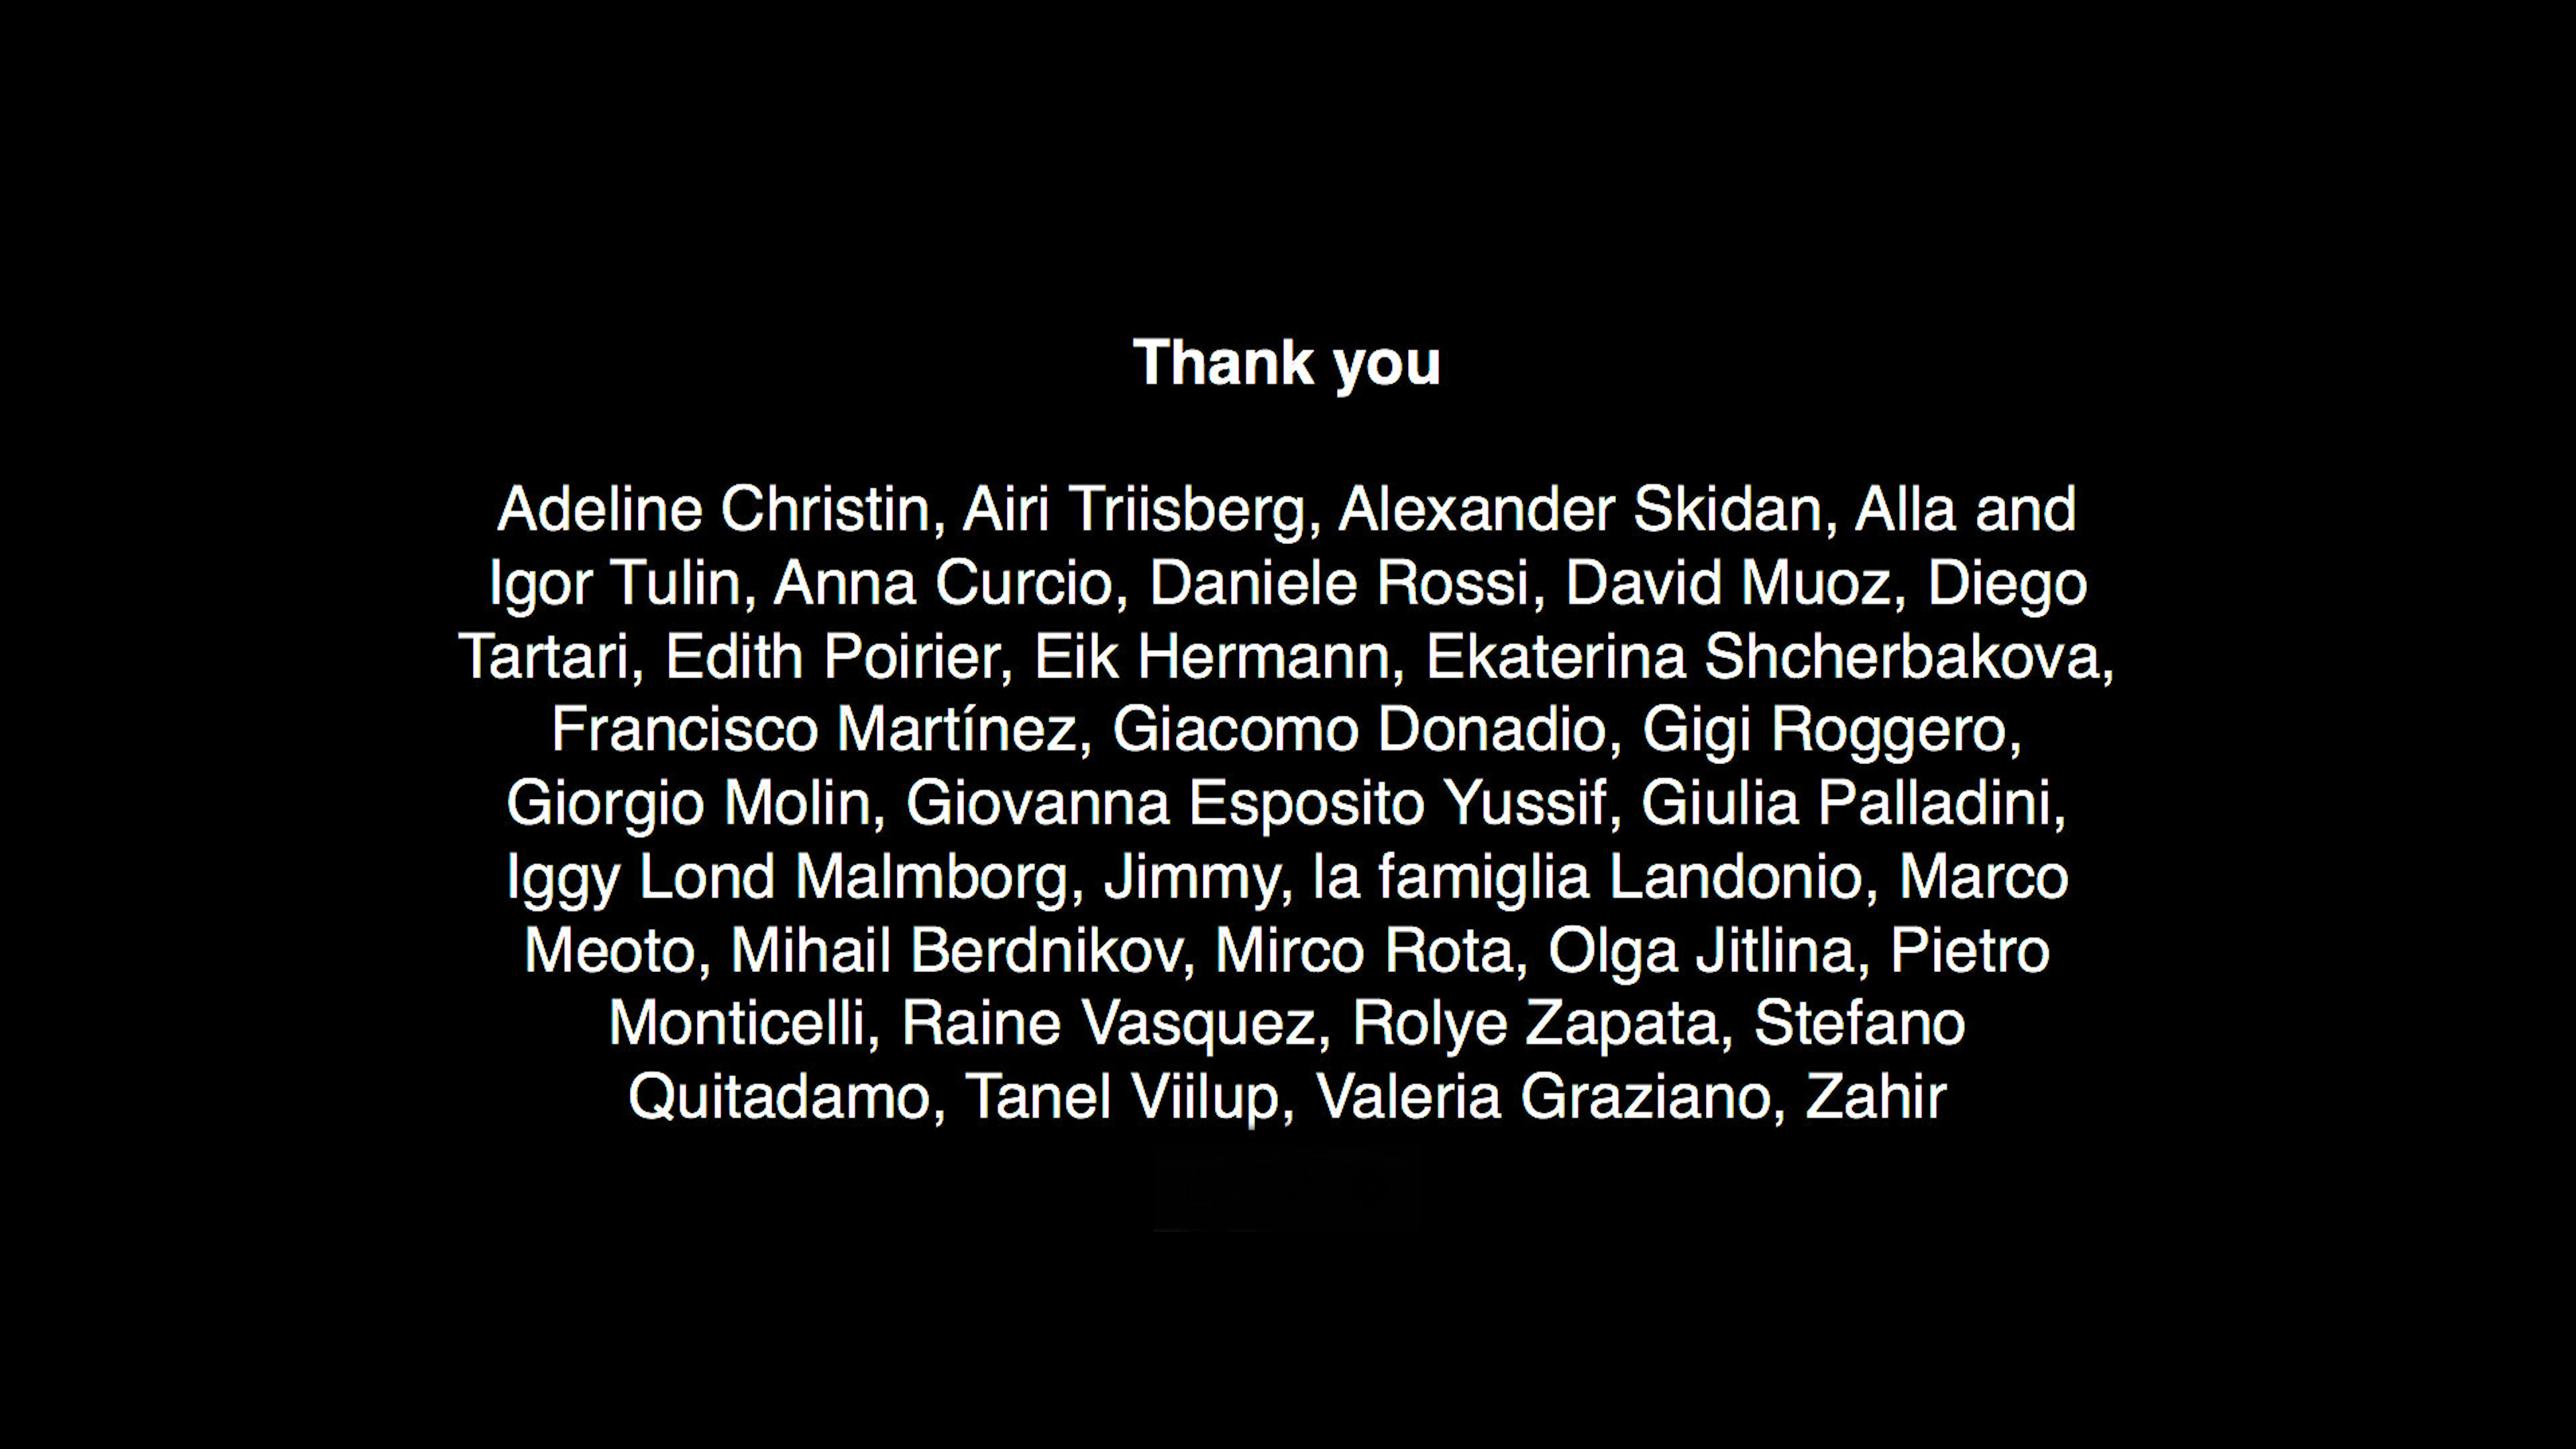 Thank you
Adeline Christin, Airi Triisberg, Alexander Skidan, Alla and
Igor Tulin, Anna Curcio, Daniele Rossi, David Muoz, Diego
Tartari, Edith Poirier, Eik Hermann, Ekaterina Shcherbakova,
Francisco Martínez, Giacomo Donadio, Gigi Roggero,
Giorgio Molin, Giovanna Esposito Yussif, Giulia Palladini,
Iggy Lond Malmborg, Jimmy, la famiglia Landonio, Marco
Meoto, Mihail Berdnikov, Mirco Rota, Olga Jitlina, Pietro
Monticelli, Raine Vasquez, Rolye Zapata, Stefano
Quitadamo, Tanel Viilup, Valeria Graziano, Zahir